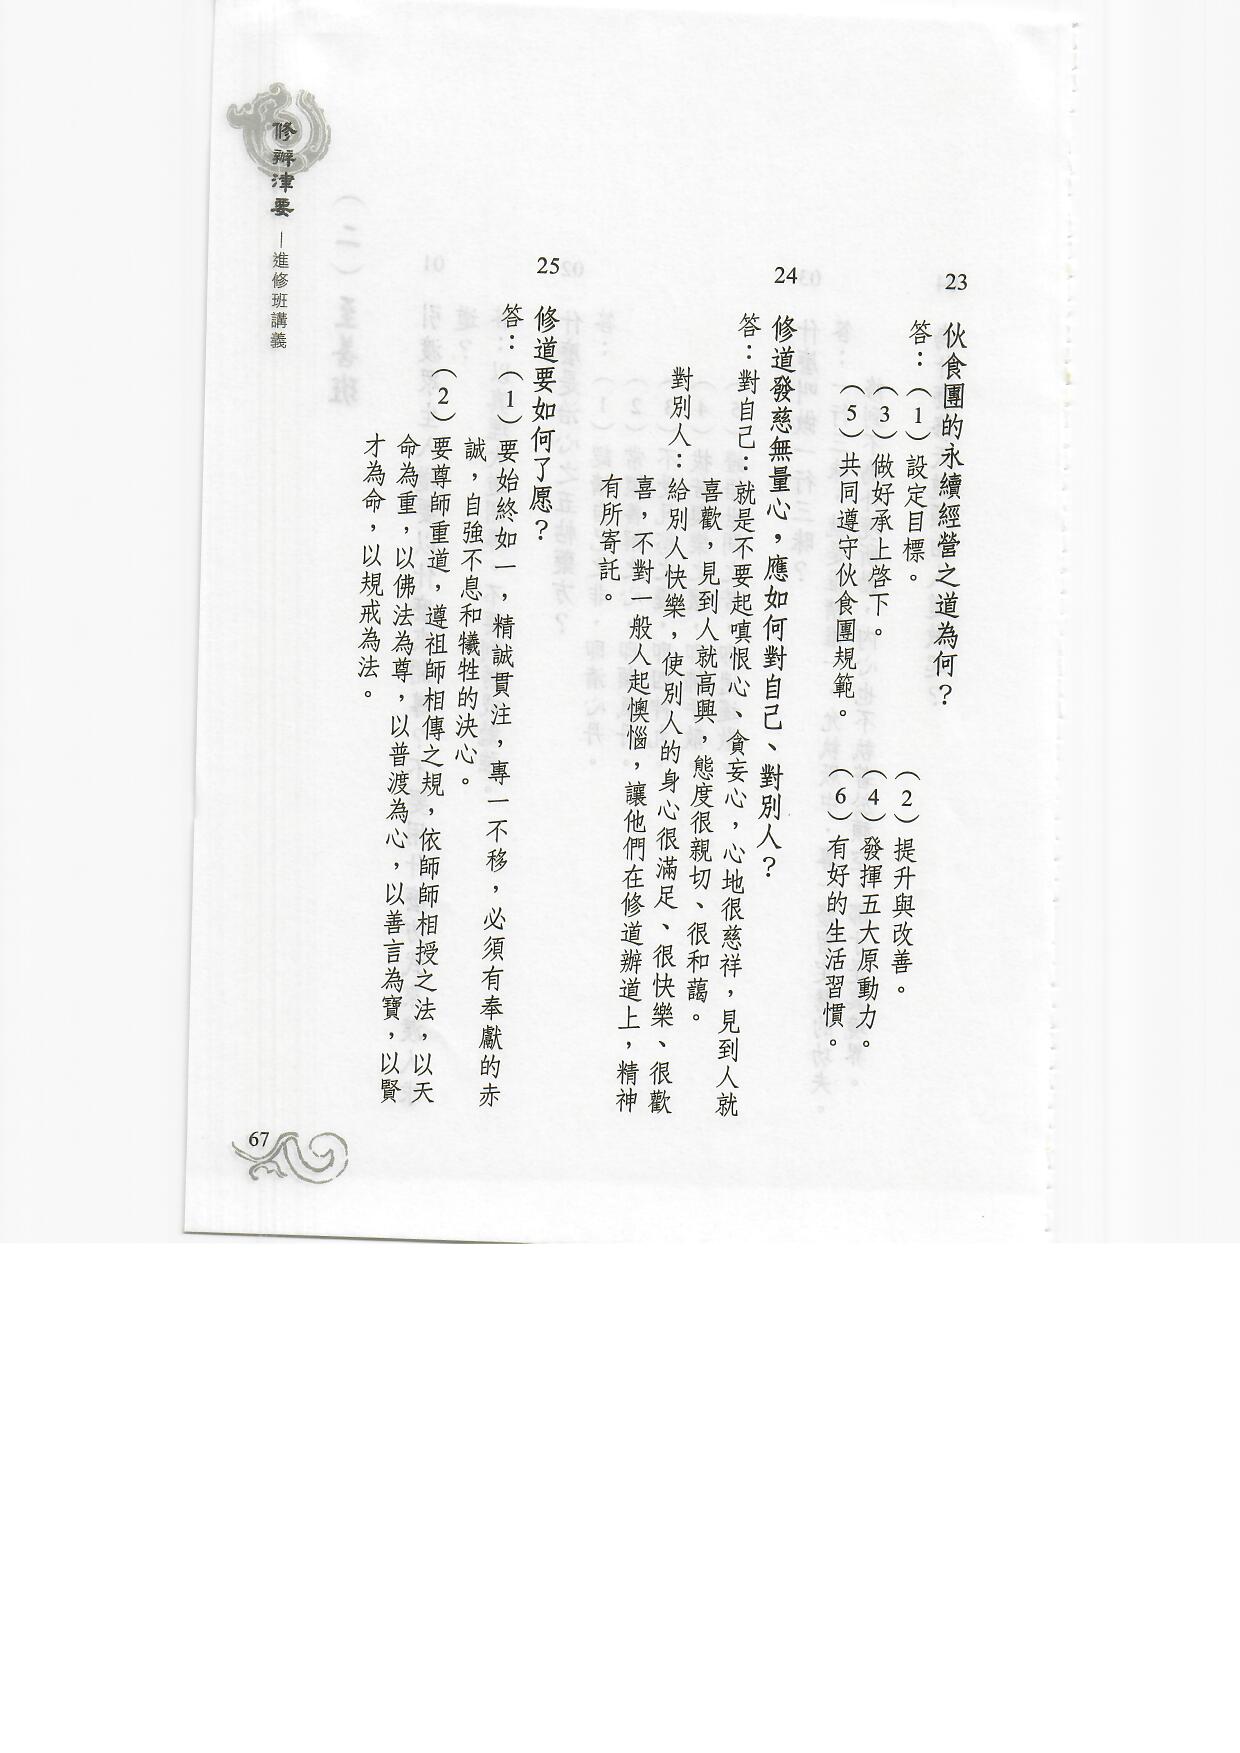 23 伙食團的永續經營之道為何？
答：（1）設定目標。 （2）提升與改善。
（3）做好承上啓下。 （4）發揮五大原動力。
（5）共同遵守伙食團規範。 （6）有好的生活習慣。
24 修道發慈無量心，應如何對自己、對別人？
答：對自己：就是不要起嗔恨心、貪妄心，心地很慈祥，見到人就
喜歡，見到人就高興，態度很親切、很和藹。
對別人：給別人快樂，使別人的身心很滿足、很快樂、很歡
喜，不對一般人起懊惱，讓他們在修道辦道上，精神
有所寄託。
25 修道要如何了愿？
答：（1）要始終如一，精誠貫注，專一不移，必須有奉獻的赤
誠，自強不息和犧牲的決心。
（2）要尊師重道，遵祖師相傳之規，依師師相授之法，以天
命為重，以佛法為尊，以普渡為心，以善言為寶，以賢
才為命，以規戒為法。
修辦津要－進修班講義
67